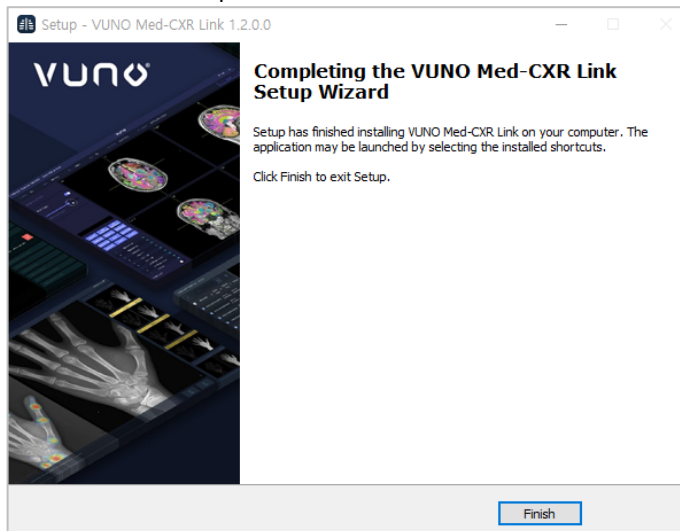 Setup - VUNO Med-CXR Link 1.2.0.0
VUNO
Completing the VUNO Med-CXR Link
Setup Wizard
Setup has finished installing VUNO Med-CXR Link on your computer. The
application may be launched by selecting the installed shortcuts.
Click Finish to exit Setup.
Finish